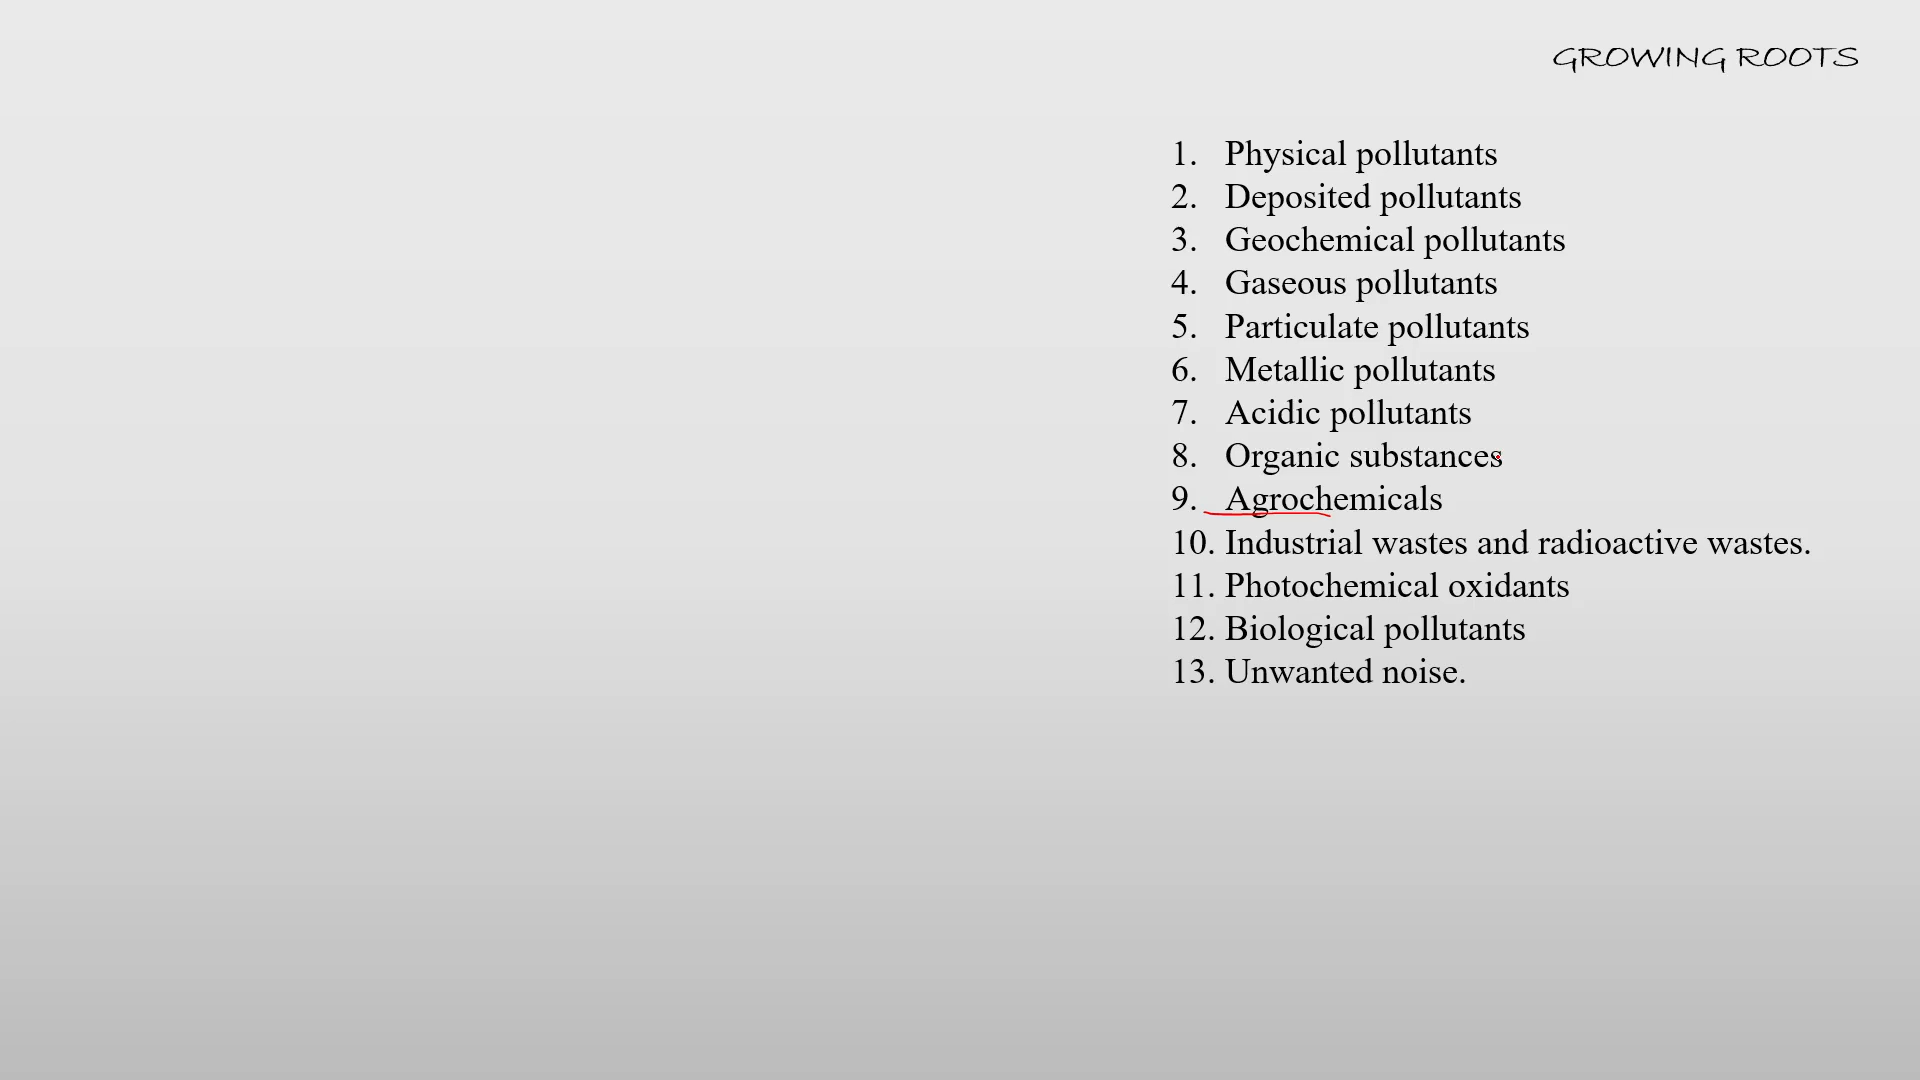 GROWING ROOTS
1. Physical pollutants
2. Deposited pollutants
3. Geochemical pollutants
4. Gaseous pollutants
5. Particulate pollutants
6. Metallic pollutants
7. Acidic pollutants
8. Organic substances
9. Agrochemicals
10. Industrial wastes and radioactive wastes.
11. Photochemical oxidants
12. Biological pollutants
13. Unwanted noise.